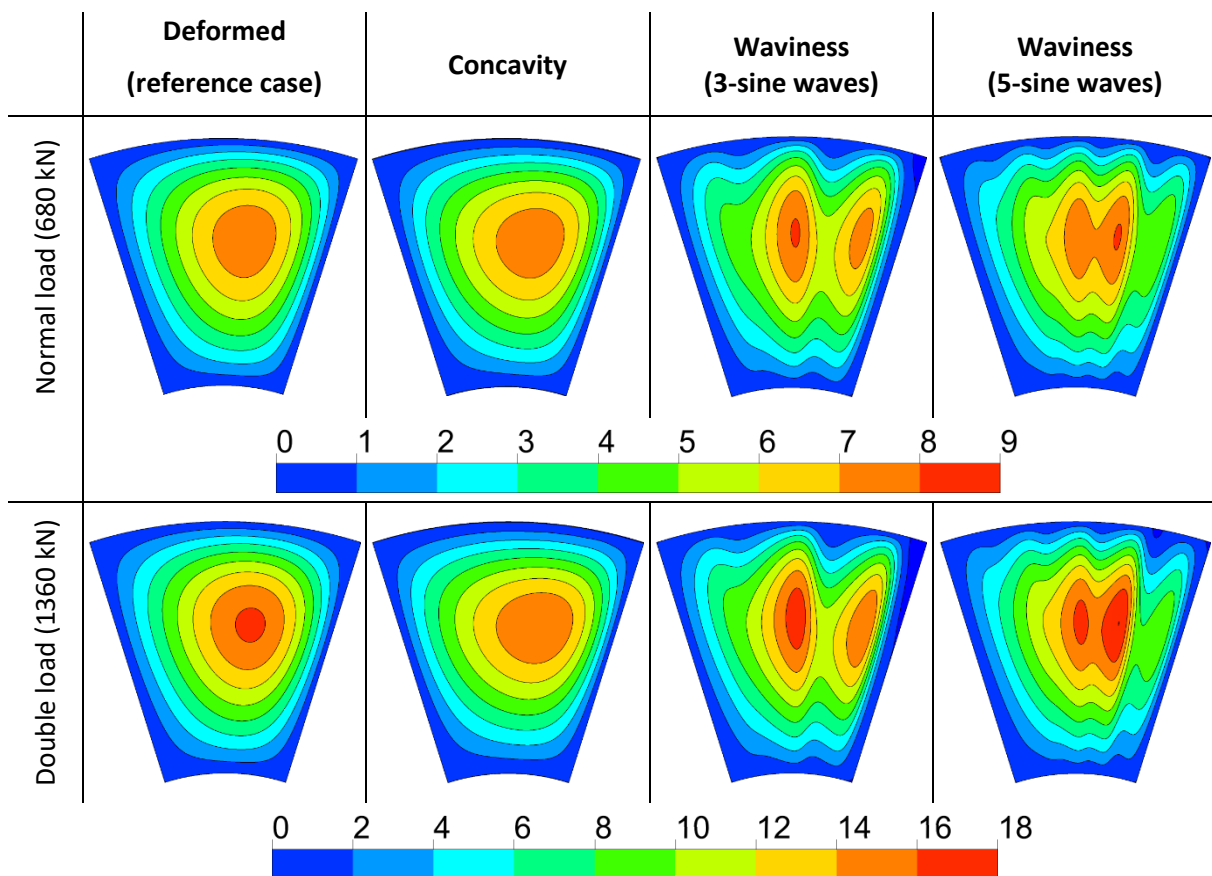 Deformed
(reference case)
Concavity
Waviness
(3-sine waves)
Waviness
(5-sine waves)
Normal load (680 kN)
0 1 2 3 4 5 6 7 8 9
Double load (1360 kN)
0 2 4 6 8 10 12 14 16 18